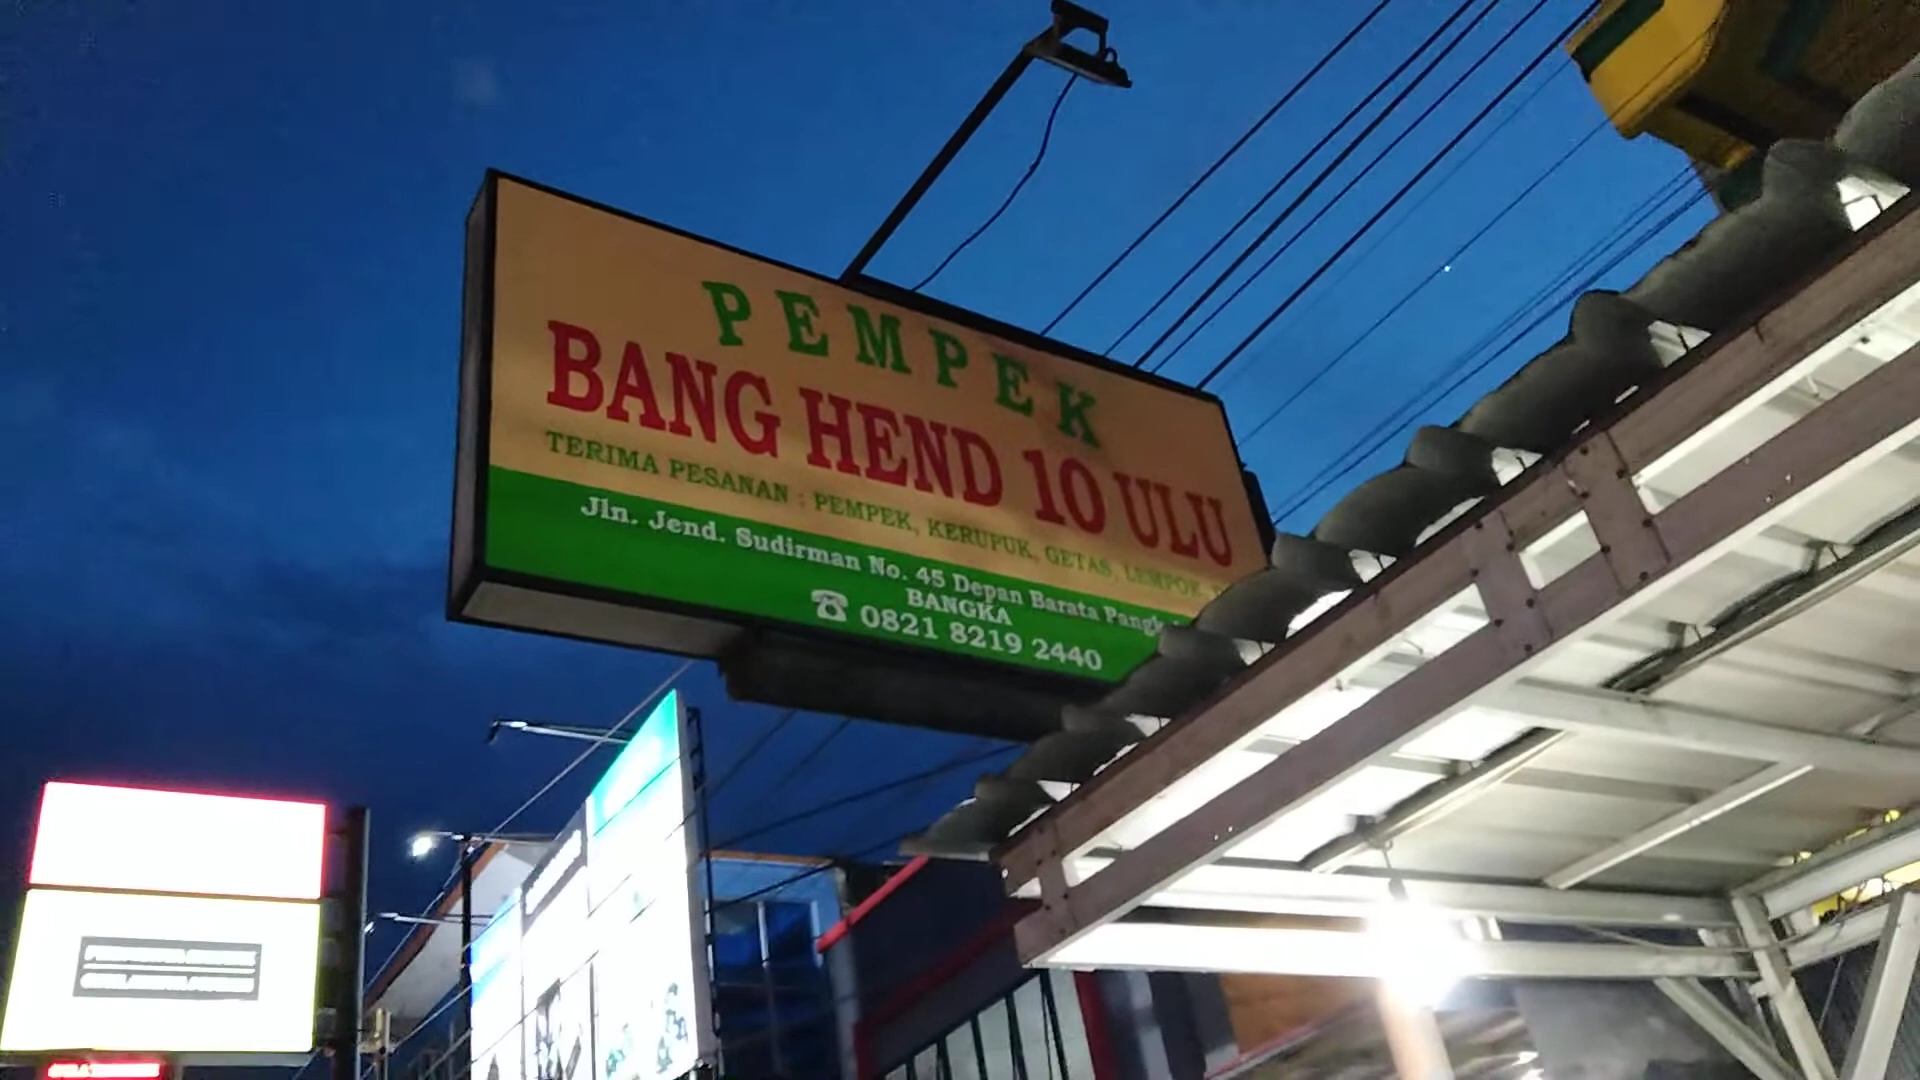 PEMPEK
BANG HEND 10 ULU
TERIMA PESANAN : PEMPEK, KERUPUK, GETAS, LEMPOK,
Jln. Jend. Sudirman No. 45 Depan Barata
BANGKA
☎ 0821 8219 2440